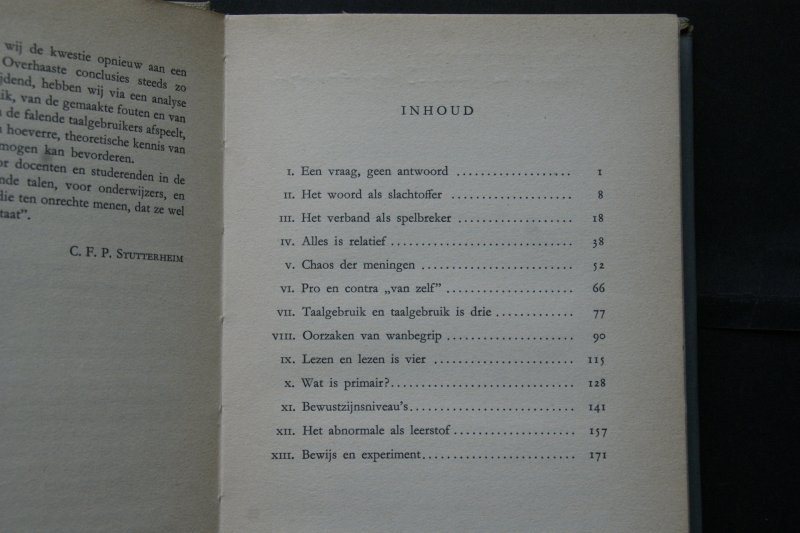 wij de kwestie opnieuw aan een
Overhaaste conclusies steeds zo
jdend, hebben wij via een analyse
ik, van de gemaakte fouten en van
de falende taalgebruikers afspeelt,
hoeverre, theoretische kennis van
mogen kan bevorderen.
or docenten en studerenden in de
nde talen, voor onderwijzers, en
die ten onrechte menen, dat ze wel
taat”.
C. F. P. Stutterheim
INHOUD
I. Een vraag, geen antwoord .................... 1
II. Het woord als slachtoffer .................... 8
III. Het verband als spelbreker ................... 18
IV. Alles is relatief .............................. 38
V. Chaos der meningen ......................... 52
VI. Pro en contra „van zelf” ..................... 66
VII. Taalgebruik en taalgebruik is drie ............. 77
VIII. Oorzaken van wanbegrip ..................... 90
IX. Lezen en lezen is vier ........................ 115
X. Wat is primair? .............................. 128
XI. Bewustzijnsniveau's ........................... 141
XII. Het abnormale als leerstof .................... 157
XIII. Bewijs en experiment ......................... 171